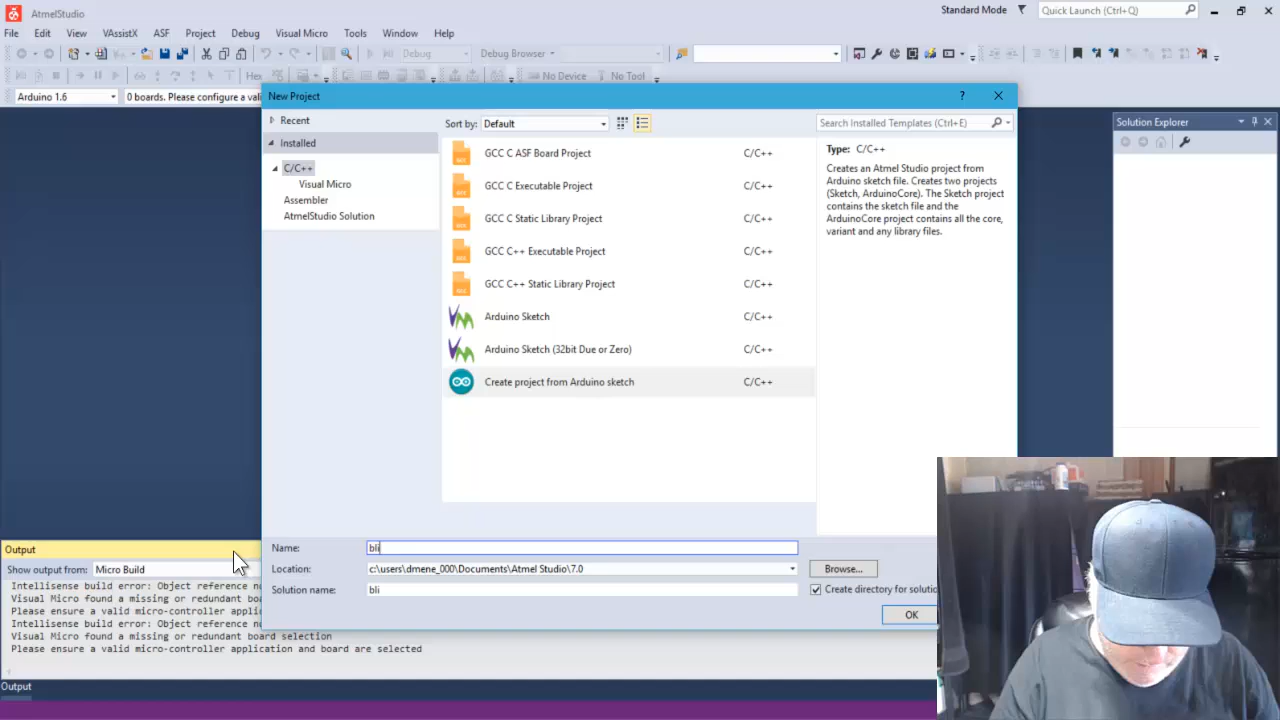 AtmelStudio
Standard Mode
Quick Launch (Ctrl+Q)
File Edit View VAssistX ASF Project Debug Visual Micro Tools Window Help
Debug
Debug Browser
Hex
No Device
No Tool
Arduino 1.6
0 boards. Please configure a vali
New Project
?
Solution Explorer
Recent
Installed
C/C++
Visual Micro
Assembler
AtmelStudio Solution
Sort by: Default
Search Installed Templates (Ctrl+E)
GCC C ASF Board Project C/C++
GCC C Executable Project C/C++
GCC C Static Library Project C/C++
GCC C++ Executable Project C/C++
GCC C++ Static Library Project C/C++
Arduino Sketch C/C++
Arduino Sketch (32bit Due or Zero) C/C++
Create project from Arduino sketch C/C++
Type: C/C++
Creates an Atmel Studio project from
Arduino sketch file. Creates two projects
(Sketch, ArduinoCore). The Sketch
project contains the sketch file and the
ArduinoCore project contains all the core,
variant and any library files.
Name: bli
Location: c:\users\dmene_000\Documents\Atmel Studio\7.0
Browse...
Solution name: bli
Create directory for solutio
OK
Output
Show output from: Micro Build
Intellisense build error: Object reference no
Visual Micro found a missing or redundant boa
Please ensure a valid micro-controller appli
Intellisense build error: Object reference no
Visual Micro found a missing or redundant board selection
Please ensure a valid micro-controller application and board are selected
Output